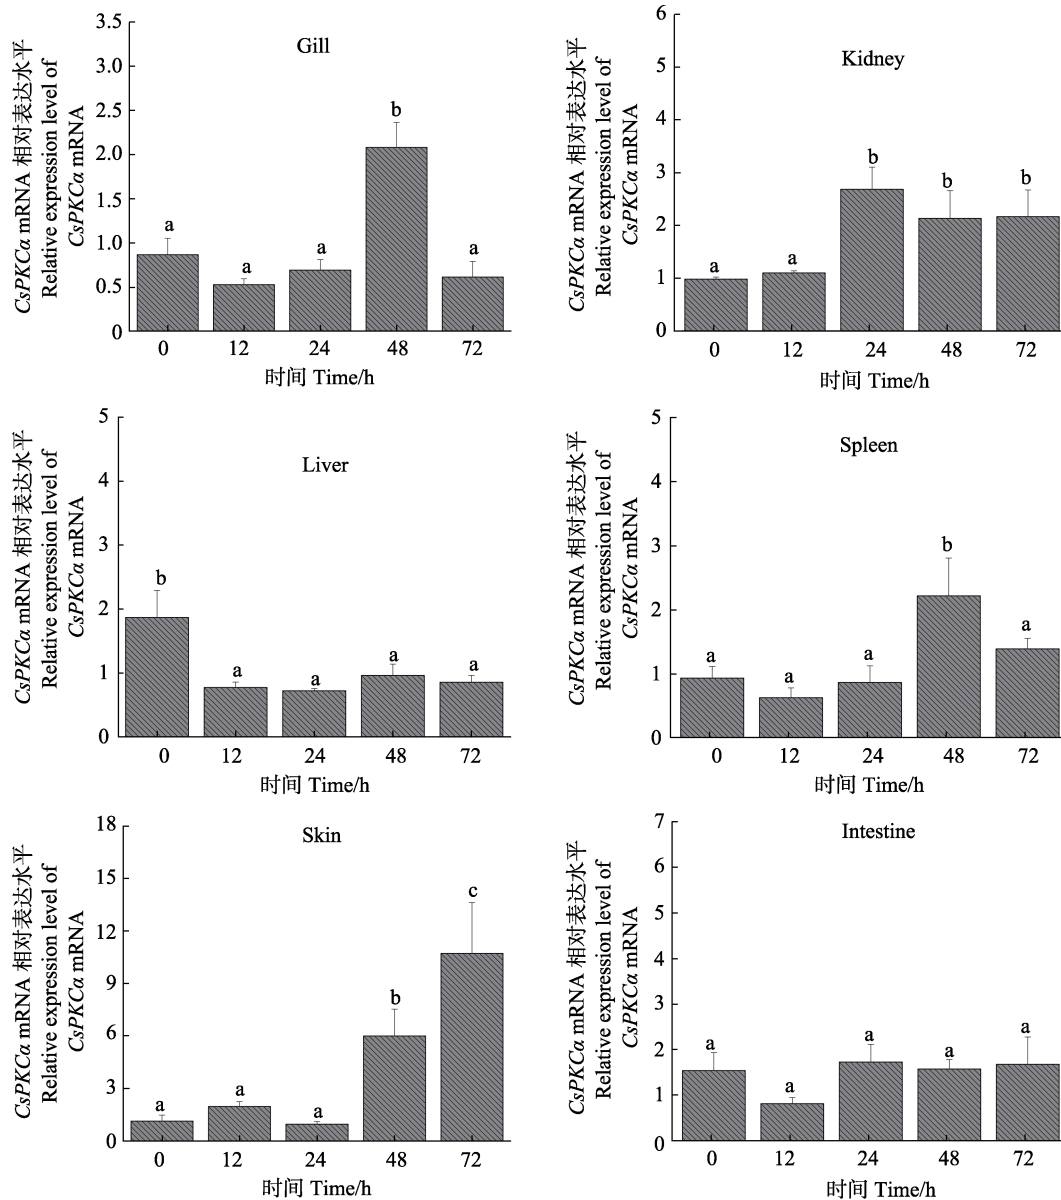 Gill
CsPKCα mRNA 相对表达水平
Relative expression level of
CsPKCα mRNA
3.5
3.0
2.5
2.0
1.5
1.0
0.5
0
a
a
a
b
a
0 12 24 48 72
时间 Time/h
Kidney
CsPKCα mRNA 相对表达水平
Relative expression level of
CsPKCα mRNA
6
5
4
3
2
1
0
a
a
b
b
b
0 12 24 48 72
时间 Time/h
Liver
CsPKCα mRNA 相对表达水平
Relative expression level of
CsPKCα mRNA
5
4
3
2
1
0
b
a
a
a
a
0 12 24 48 72
时间 Time/h
Spleen
CsPKCα mRNA 相对表达水平
Relative expression level of
CsPKCα mRNA
5
4
3
2
1
0
a
a
a
b
a
0 12 24 48 72
时间 Time/h
Skin
CsPKCα mRNA 相对表达水平
Relative expression level of
CsPKCα mRNA
18
15
12
9
6
3
0
a
a
a
b
c
0 12 24 48 72
时间 Time/h
Intestine
CsPKCα mRNA 相对表达水平
Relative expression level of
CsPKCα mRNA
7
6
5
4
3
2
1
0
a
a
a
a
a
0 12 24 48 72
时间 Time/h